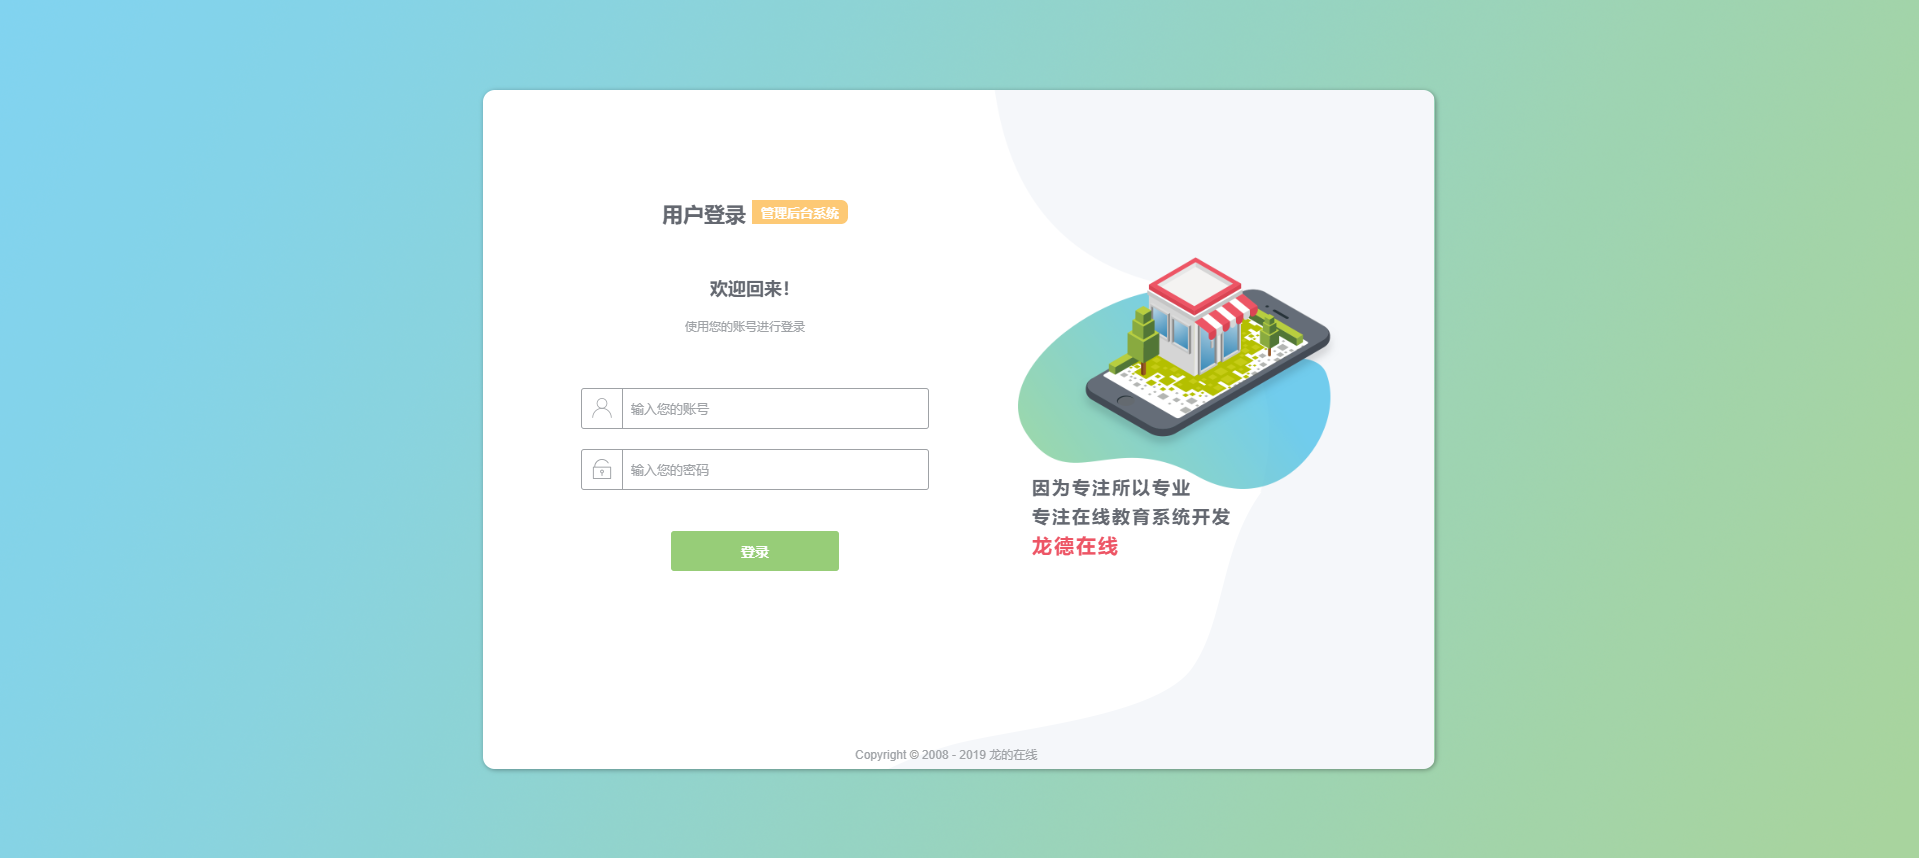 用户登录 管理后台系统
欢迎回来!
使用您的账号进行登录
输入您的账号
输入您的密码
登录
因为专注所以专业
专注在线教育系统开发
龙德在线
Copyright © 2008 - 2019 龙的在线